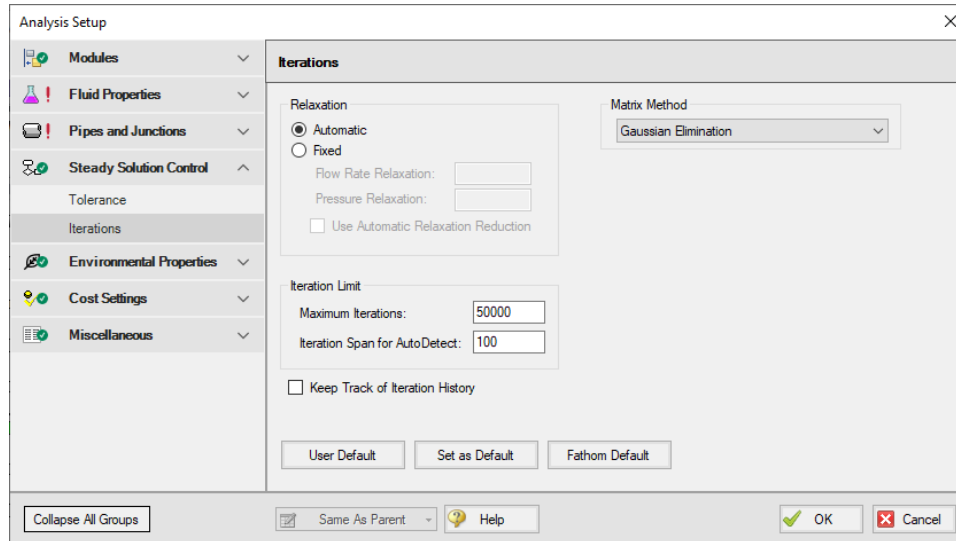 Analysis Setup
Modules
Fluid Properties
Pipes and Junctions
Steady Solution Control
Tolerance
Iterations
Environmental Properties
Cost Settings
Miscellaneous
Collapse All Groups
Iterations
Relaxation
Automatic
Fixed
Flow Rate Relaxation:
Pressure Relaxation:
Use Automatic Relaxation Reduction
Matrix Method
Gaussian Elimination
Iteration Limit
Maximum Iterations: 50000
Iteration Span for AutoDetect: 100
Keep Track of Iteration History
User Default Set as Default Fathom Default
Same As Parent Help OK Cancel